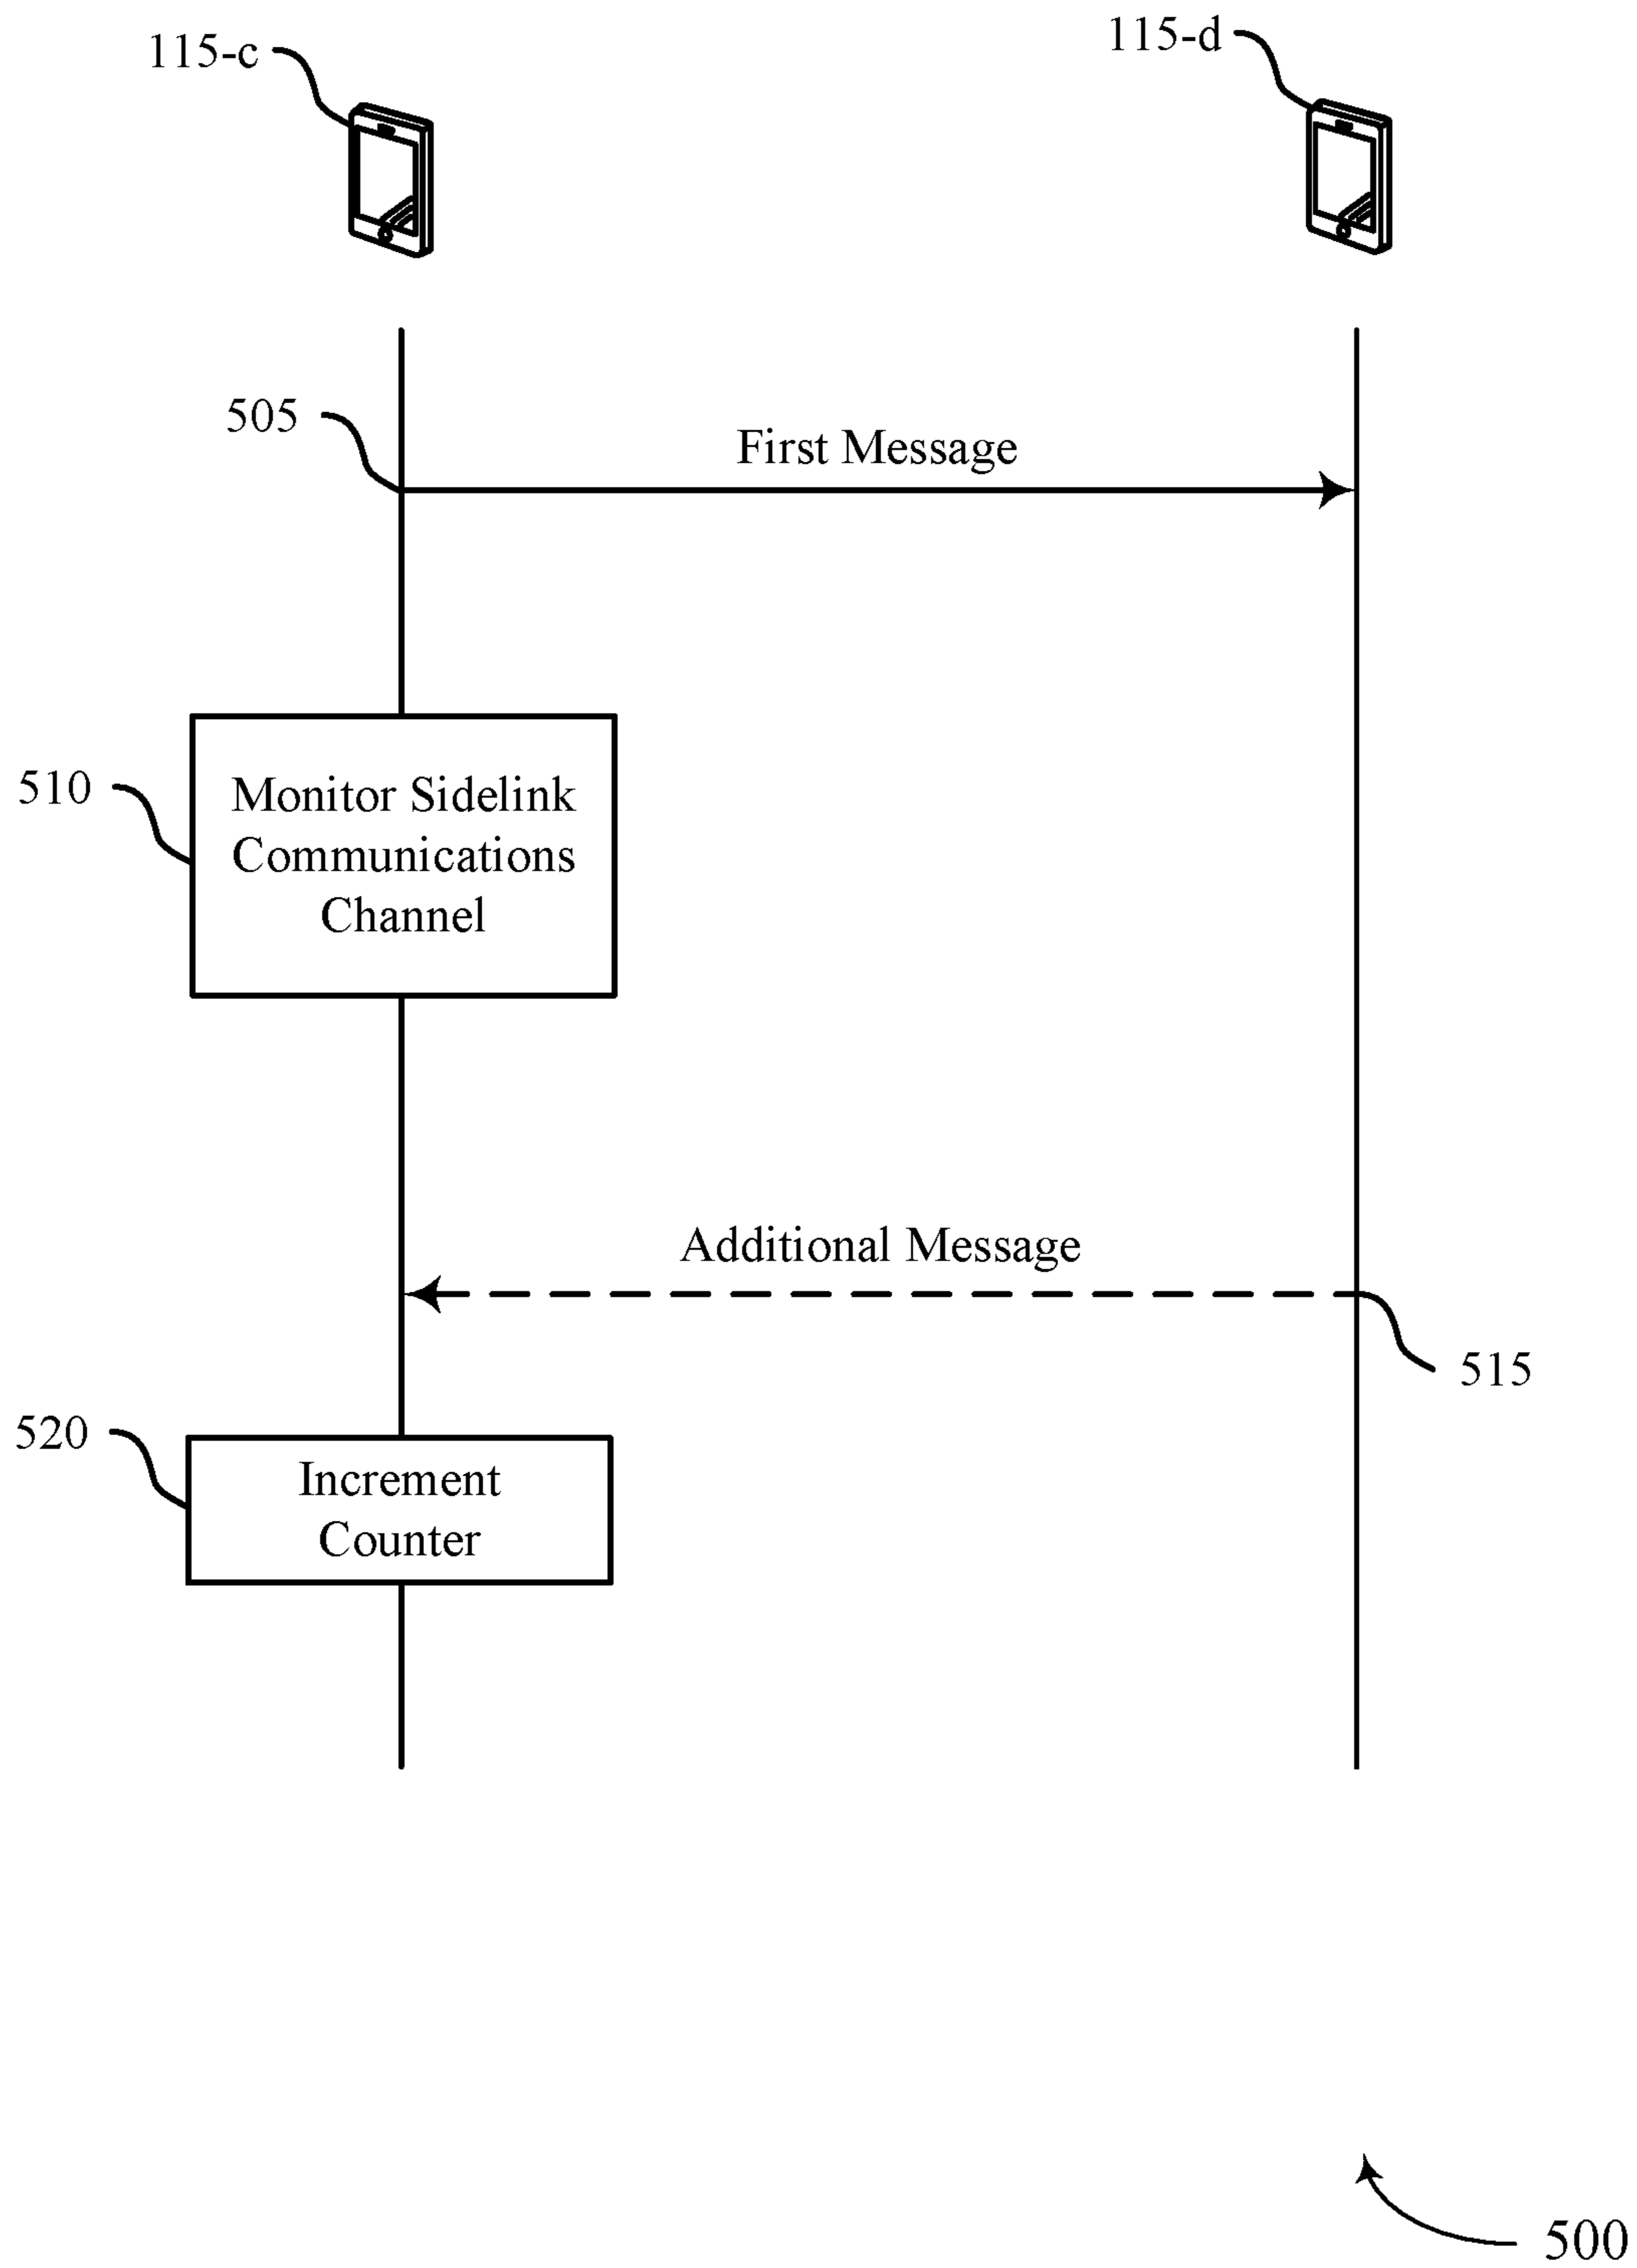 115-c
115-d
505
First Message
510
Monitor Sidelink
Communications
Channel
Additional Message
515
520
Increment
Counter
500